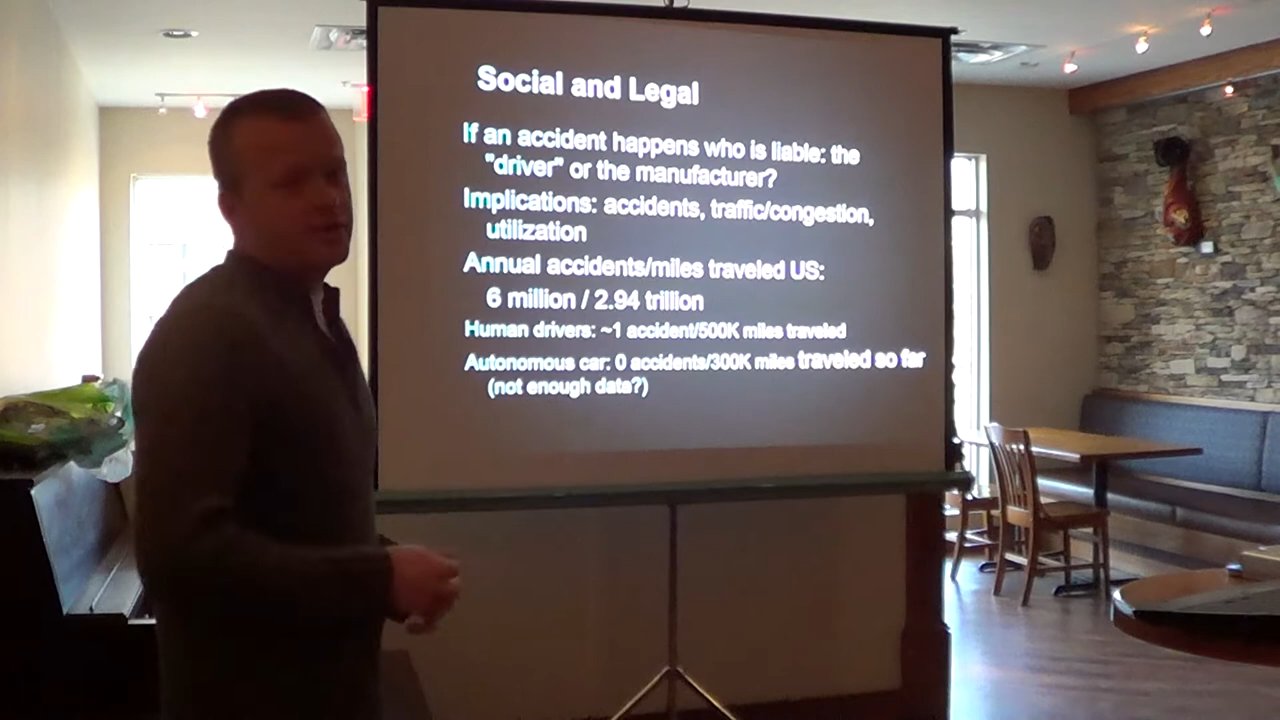 Social and Legal
If an accident happens who is liable: the
"driver" or the manufacturer?
Implications: accidents, traffic/congestion,
utilization
Annual accidents/miles traveled US:
6 million / 2.94 trillion
Human drivers: ~1 accident/500K miles traveled
Autonomous car: 0 accidents/300K miles traveled so far
(not enough data?)